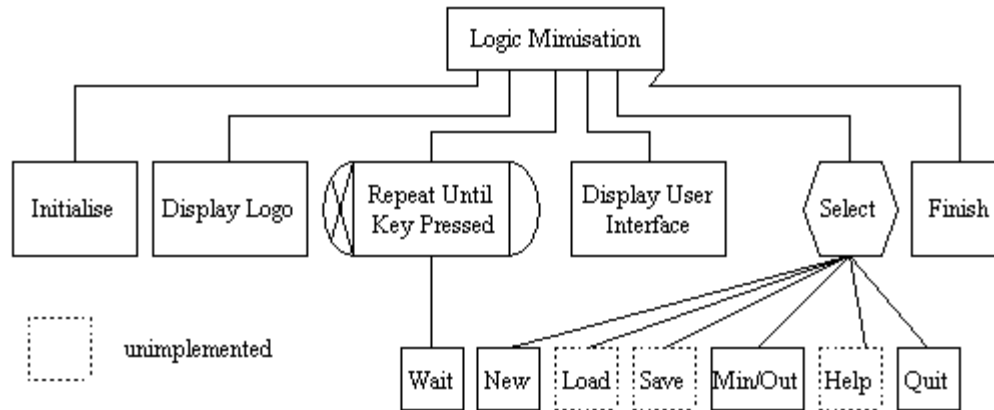 Logic Mimisation
Initialise
Display Logo
Repeat Until
Key Pressed
Display User
Interface
Select
Finish
unimplemented
Wait
New
Load
Save
Min/Out
Help
Quit